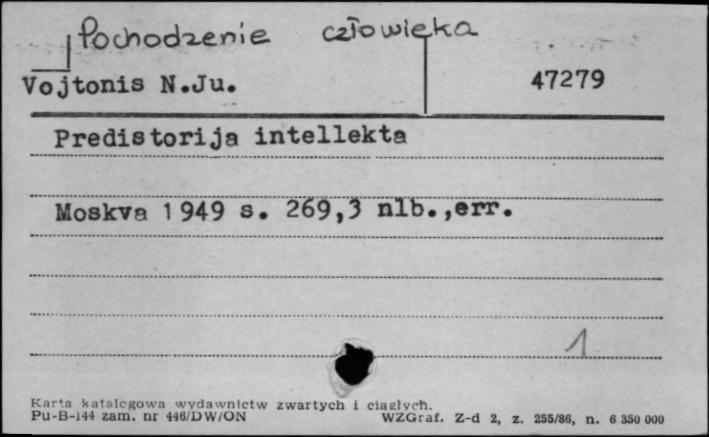 Pochodzenie człowieka
Vojtonis N.Ju. 47279
Predistorija intellekta
Moskva 1949 s. 269,3 nlb.,err.
1
Karta katalogowa wydawnictw zwartych i ciągłych.
Pu-B-144 zam. nr 446/DW/ON WZGraf. Z-d 2, z. 255/86, n. 6 350 000